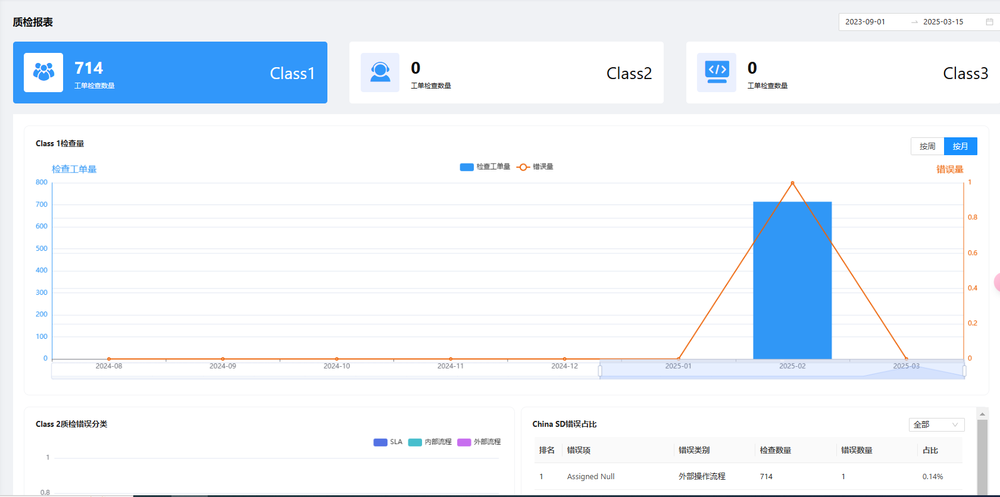 质检报表
2023-09-01 → 2025-03-15
714
工单检查数量
Class1
0
工单检查数量
Class2
0
工单检查数量
Class3
Class 1检查量
按周 按月
检查工单量
检查工单量 错误量
错误量
800
700
600
500
400
300
200
100
0
1
0.8
0.6
0.4
0.2
0
2024-08 2024-09 2024-10 2024-11 2024-12 2025-01 2025-02 2025-03
Class 2质检错误分类
SLA 内部流程 外部流程
1
0.8
China SD错误占比
全部
排名 错误项 错误类别 检查数量 错误数量 占比
1 Assigned Null 外部操作流程 714 1 0.14%